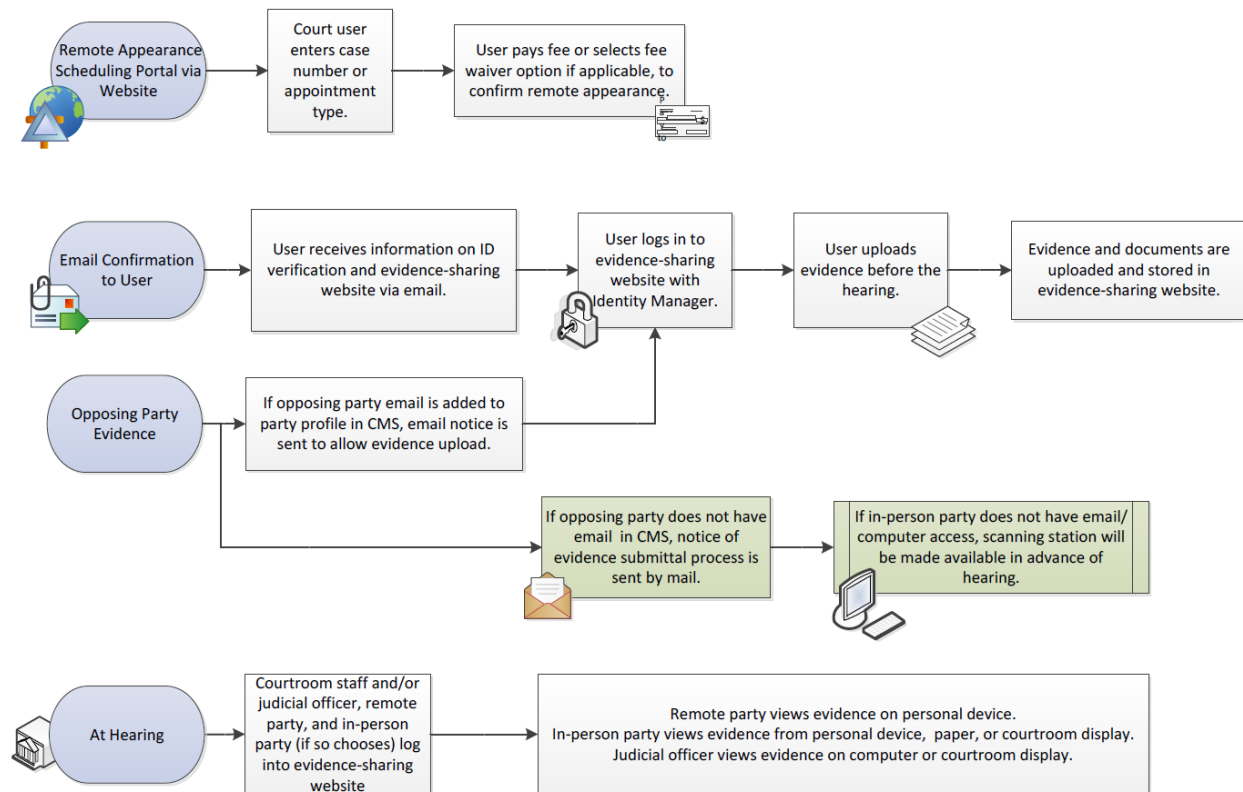 Remote Appearance
Scheduling Portal via
Website
Court user
enters case
number or
appointment
type.
User pays fee or selects fee
waiver option if applicable, to
confirm remote appearance.
Email Confirmation
to User
User receives information on ID
verification and evidence-sharing
website via email.
User logs in to
evidence-sharing
website with
Identity Manager.
User uploads
evidence before the
hearing.
Evidence and documents are
uploaded and stored in
evidence-sharing website.
Opposing Party
Evidence
If opposing party email is added to
party profile in CMS, email notice is
sent to allow evidence upload.
If opposing party does not have
email in CMS, notice of
evidence submittal process is
sent by mail.
If in-person party does not have email/
computer access, scanning station will
be made available in advance of
hearing.
At Hearing
Courtroom staff and/or
judicial officer, remote
party, and in-person
party (if so chooses) log
into evidence-sharing
website
Remote party views evidence on personal device.
In-person party views evidence from personal device, paper, or courtroom display.
Judicial officer views evidence on computer or courtroom display.